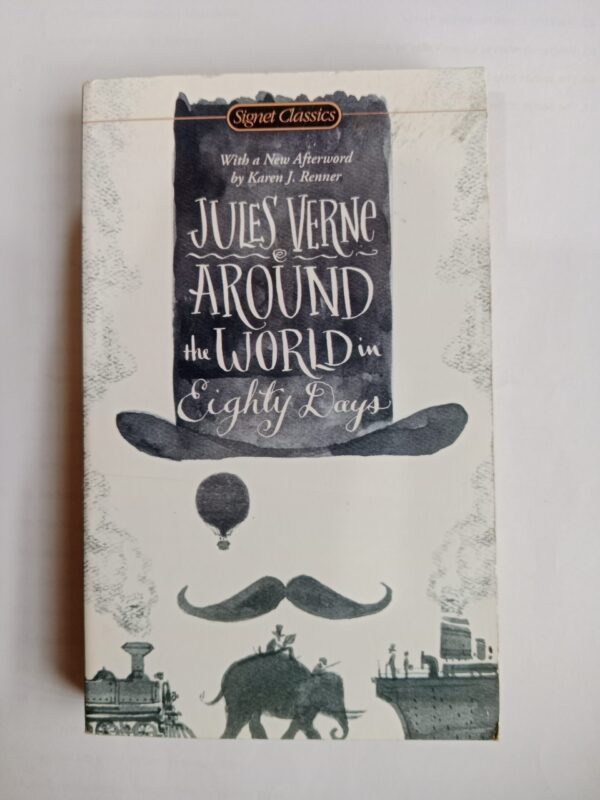 Signet Classics
With a New Afterword
by Karen J. Renner
JULES VERNE
AROUND
the WORLD in
Eighty Days